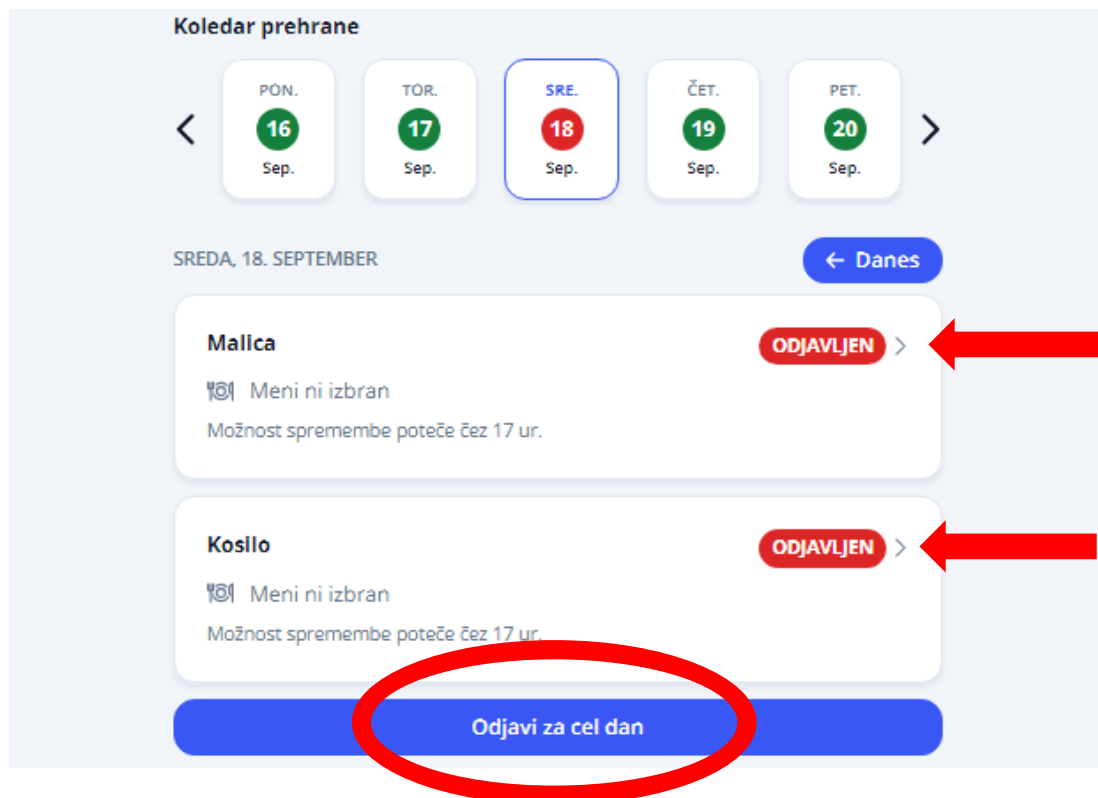 Koledar prehrane
PON. TOR. SRE. ČET. PET.
16 17 18 19 20
Sep. Sep. Sep. Sep. Sep.
SREDA, 18. SEPTEMBER ← Danes
Malica ODJAVLJEN >
Meni ni izbran
Možnost spremembe poteče čez 17 ur.
Kosilo ODJAVLJEN >
Meni ni izbran
Možnost spremembe poteče čez 17 ur.
Odjavi za cel dan